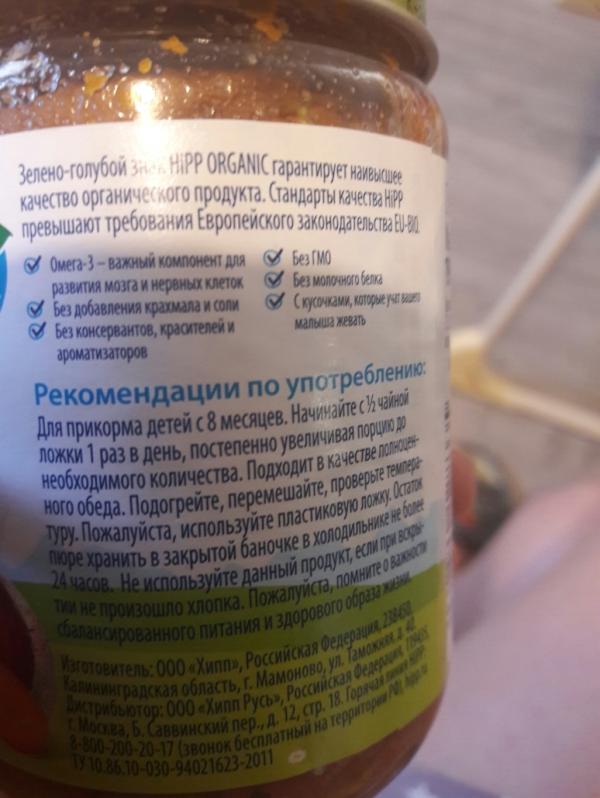 Зелено-голубой знак HiPP ORGANIC гарантирует наивысшее
качество органического продукта. Стандарты качества HiPP
превышают требования Европейского законодательства EU-BIO.
Омега-3 – важный компонент для
развития мозга и нервных клеток
Без добавления крахмала и соли
Без консервантов, красителей и
ароматизаторов
Без ГМО
Без молочного белка
С кусочками, которые учат вашего
малыша жевать
Рекомендации по употреблению:
Для прикорма детей с 8 месяцев. Начинайте с ½ чайной
ложки 1 раз в день, постепенно увеличивая порцию до
необходимого количества. Подходит в качестве полноцен-
ного обеда. Подогрейте, перемешайте, проверьте темпера-
туру. Пожалуйста, используйте пластиковую ложку. Остаток
пюре хранить в закрытой баночке в холодильнике не более
24 часов. Не используйте данный продукт, если при вскры-
тии не произошло хлопка. Пожалуйста, помните о важности
сбалансированного питания и здорового образа жизни.
Изготовитель: ООО «Хипп», Российская Федерация, 238450,
Калининградская область, г. Мамоново, ул. Таможняя, д. 40
Дистрибьютор: ООО «Хипп Русь», Российская Федерация, 119435,
г. Москва, Б. Саввинский пер., д. 12, стр. 18. Горячая линия HiPP:
8-800-200-20-17 (звонок бесплатный на территории РФ), hipp.ru
ТУ 10.86.10-030-94021623-2011